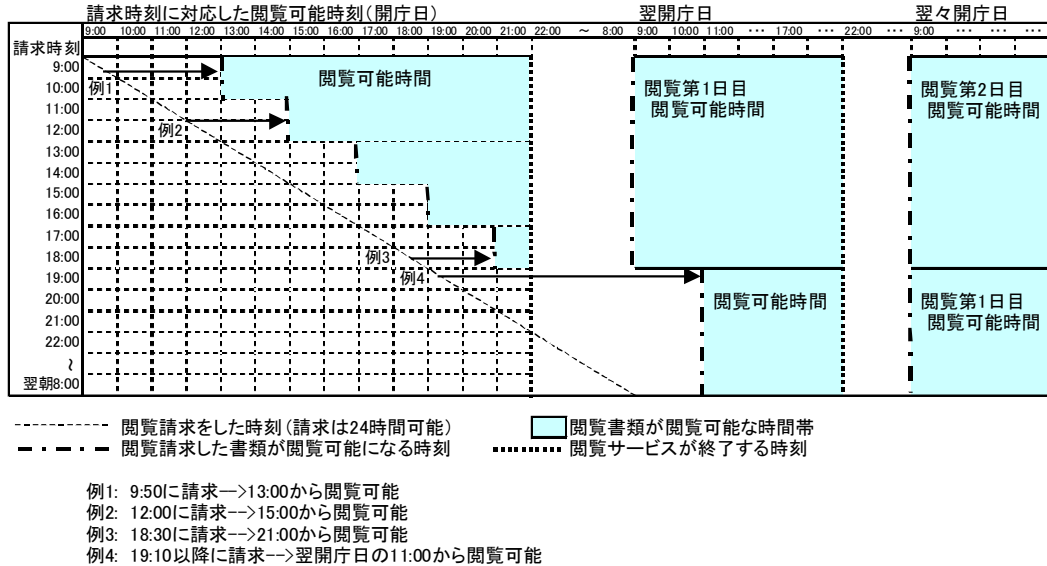 請求時刻に対応した閲覧可能時刻(開庁日) 翌開庁日 翌々開庁日
9:00 10:00 11:00 12:00 13:00 14:00 15:00 16:00 17:00 18:00 19:00 20:00 21:00 22:00 ～ 8:00 9:00 10:00 11:00 … 17:00 … 22:00 … 9:00 … … …
請求時刻
9:00
10:00
11:00
12:00
13:00
14:00
15:00
16:00
17:00
18:00
19:00
20:00
21:00
22:00
～
翌朝8:00
例1
例2
例3
例4
閲覧可能時間
閲覧第1日目
閲覧可能時間
閲覧第2日目
閲覧可能時間
閲覧可能時間
閲覧第1日目
閲覧可能時間
閲覧請求をした時刻(請求は24時間可能) 閲覧書類が閲覧可能な時間帯
閲覧請求した書類が閲覧可能になる時刻 閲覧サービスが終了する時刻
例1: 9:50に請求-->13:00から閲覧可能
例2: 12:00に請求-->15:00から閲覧可能
例3: 18:30に請求-->21:00から閲覧可能
例4: 19:10以降に請求-->翌開庁日の11:00から閲覧可能